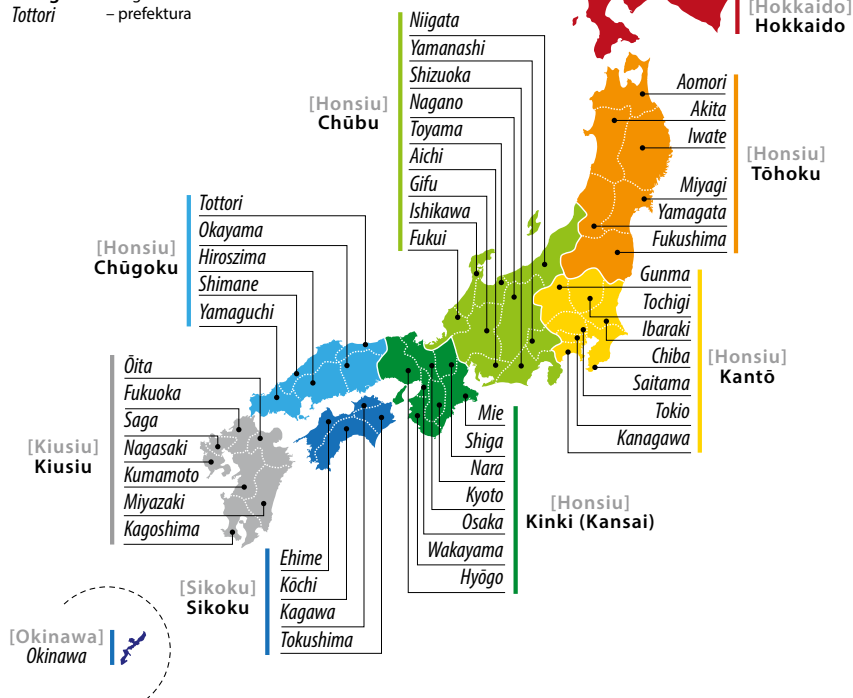 Tottori – prefektura
[Hokkaido]
Hokkaido
Niigata
Yamanashi
Shizuoka
Nagano
Toyama
Aichi
Gifu
Ishikawa
Fukui
[Honsiu]
Chūbu
Aomori
Akita
Iwate
Miyagi
Yamagata
Fukushima
[Honsiu]
Tōhoku
Tottori
Okayama
Hiroszima
Shimane
Yamaguchi
[Honsiu]
Chūgoku
Gunma
Tochigi
Ibaraki
Chiba
Saitama
Tokio
Kanagawa
[Honsiu]
Kantō
Ōita
Fukuoka
Saga
Nagasaki
Kumamoto
Miyazaki
Kagoshima
[Kiusiu]
Kiusiu
Mie
Shiga
Nara
Kyoto
Osaka
Wakayama
Hyōgo
[Honsiu]
Kinki (Kansai)
Ehime
Kōchi
Kagawa
Tokushima
[Sikoku]
Sikoku
[Okinawa]
Okinawa